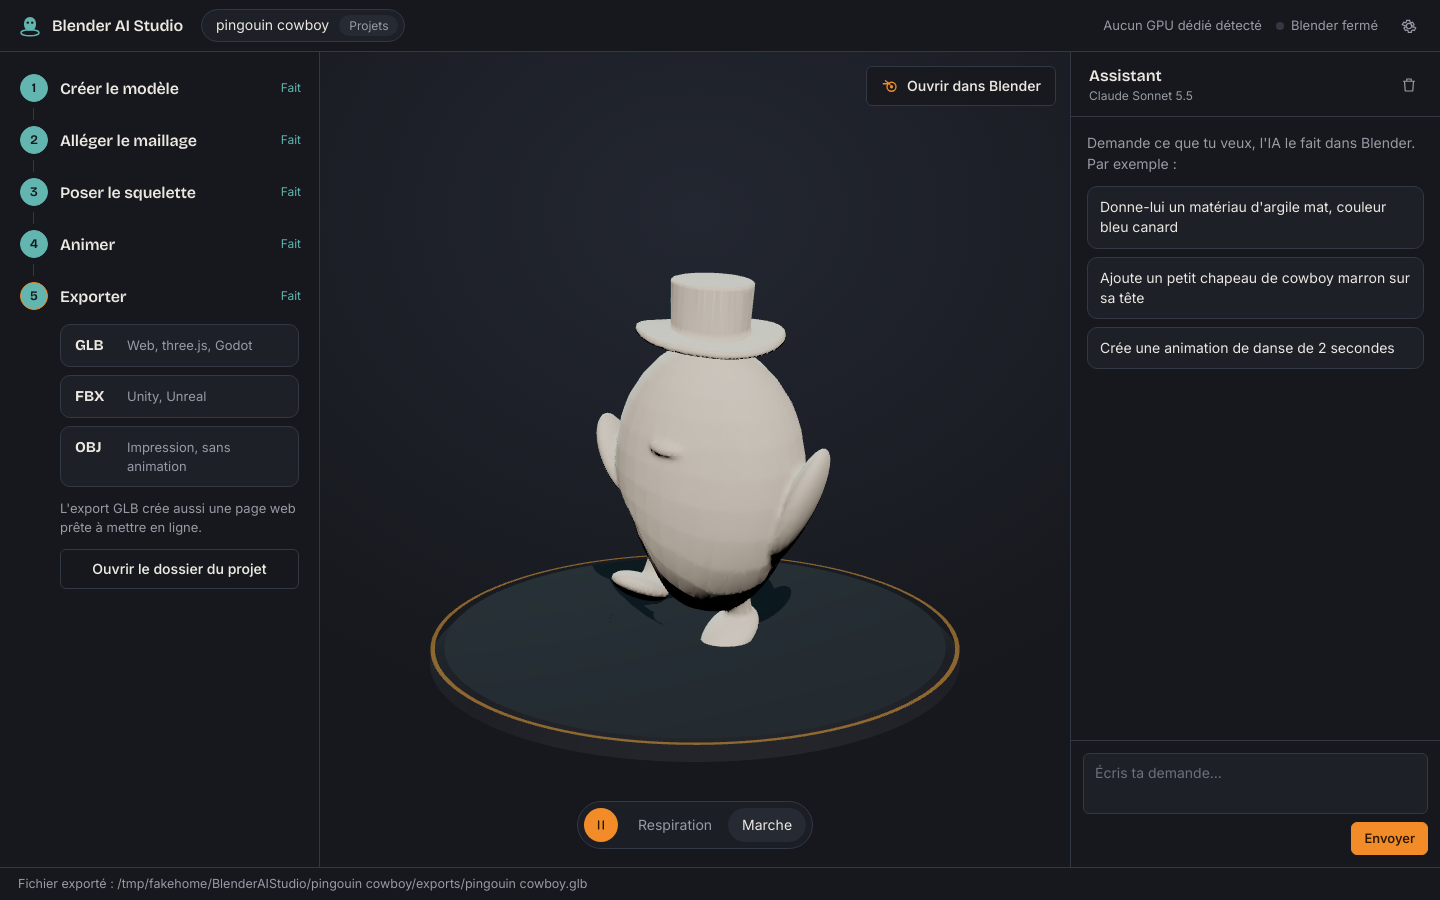 Blender AI Studio
pingouin cowboy
Projets
Aucun GPU dédié détecté
Blender fermé
1
Créer le modèle
Fait
2
Alléger le maillage
Fait
3
Poser le squelette
Fait
4
Animer
Fait
5
Exporter
Fait
GLB
Web, three.js, Godot
FBX
Unity, Unreal
OBJ
Impression, sans
animation
L'export GLB crée aussi une page web
prête à mettre en ligne.
Ouvrir le dossier du projet
Ouvrir dans Blender
Respiration
Marche
Assistant
Claude Sonnet 5.5
Demande ce que tu veux, l'IA le fait dans Blender.
Par exemple :
Donne-lui un matériau d'argile mat, couleur
bleu canard
Ajoute un petit chapeau de cowboy marron sur
sa tête
Crée une animation de danse de 2 secondes
Écris ta demande...
Envoyer
Fichier exporté : /tmp/fakehome/BlenderAIStudio/pingouin cowboy/exports/pingouin cowboy.glb